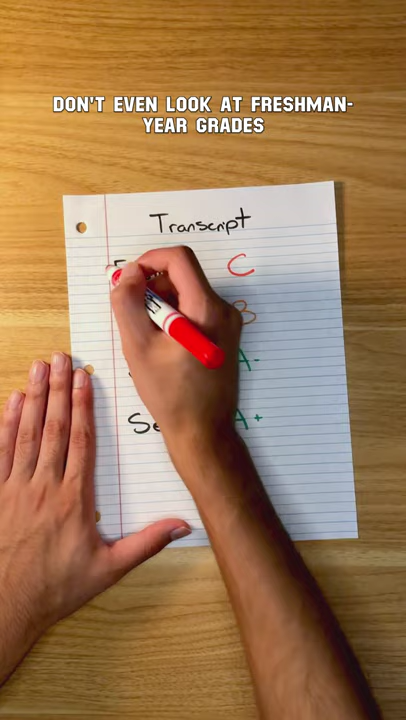 DON'T EVEN LOOK AT FRESHMAN-
YEAR GRADES
Transcript
C
B
A-
A+